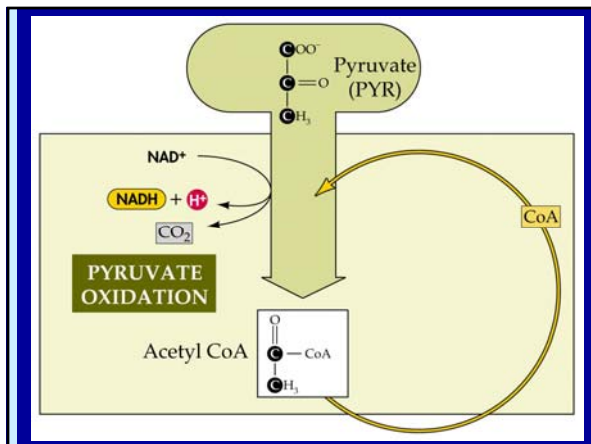 COO⁻
Pyruvate
(PYR)
C=O
CH₃
NAD⁺
NADH + H⁺
CO₂
CoA
PYRUVATE
OXIDATION
O
Acetyl CoA
C — CoA
CH₃